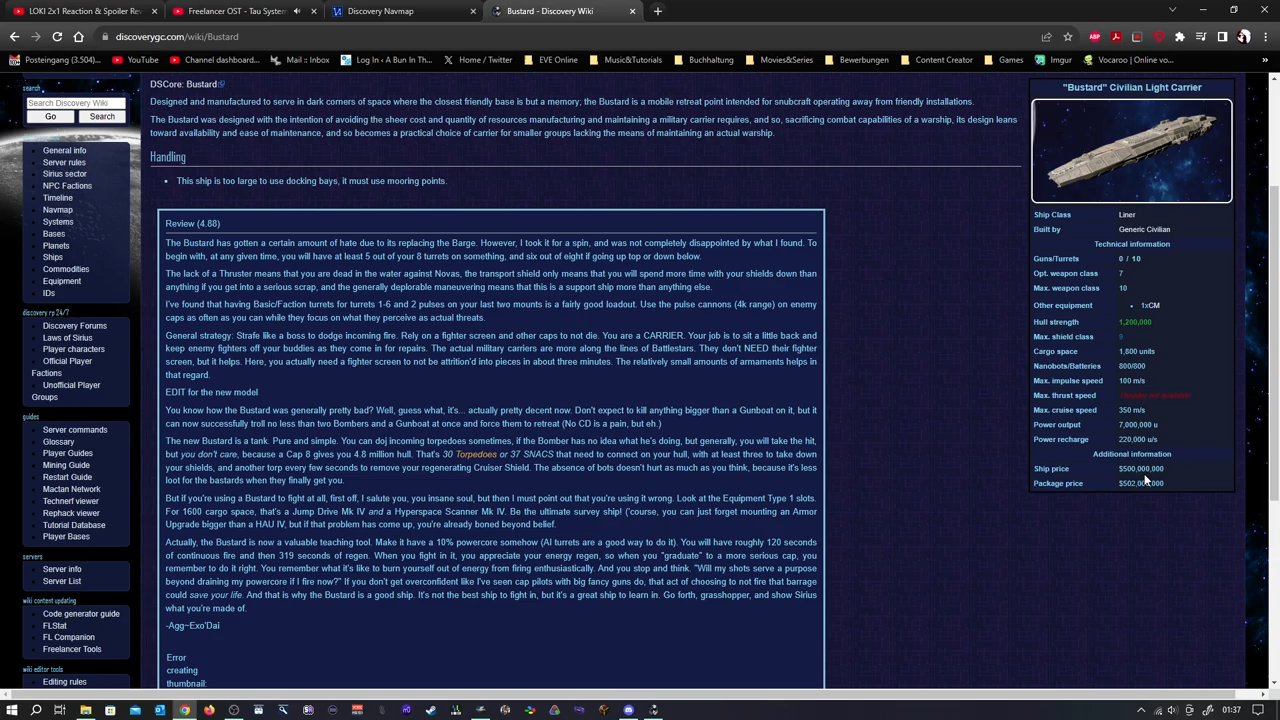 LOKI 2x1 Reaction & Spoiler Re
Freelancer OST - Tau System
Discovery Navmap
Bustard - Discovery Wiki
discoverygc.com/wiki/Bustard
Posteingang (3.504)...
YouTube
Channel dashboard...
Mail :: Inbox
Log In ‹ A Bun In Th...
Home / Twitter
EVE Online
Music&Tutorials
Buchhaltung
Movies&Series
Bewerbungen
Content Creator
Games
Imgur
Vocaroo | Online vo...
search
Search Discovery Wiki
Go
Search
General info
Server rules
Sirius sector
NPC Factions
Timeline
Navmap
Systems
Bases
Planets
Ships
Commodities
Equipment
IDs
discovery rp 24/7
Discovery Forums
Laws of Sirius
Player characters
Official Player
Factions
Unofficial Player
Groups
guides
Server commands
Glossary
Player Guides
Mining Guide
Restart Guide
Mactan Network
Technerf viewer
Rephack viewer
Tutorial Database
Player Bases
servers
Server info
Server List
wiki content updating
Code generator guide
FLStat
FL Companion
Freelancer Tools
wiki editor tools
Editing rules
DSCore: Bustard
Designed and manufactured to serve in dark corners of space where the closest friendly base is but a memory; the Bustard is a mobile retreat point intended for snubcraft operating away from friendly installations.
The Bustard was designed with the intention of avoiding the sheer cost and quantity of resources manufacturing and maintaining a military carrier requires, and so, sacrificing combat capabilities of a warship, its design leans
toward availability and ease of maintenance, and so becomes a practical choice of carrier for smaller groups lacking the means of maintaining an actual warship.
Handling
This ship is too large to use docking bays, it must use mooring points.
Review (4.88)
The Bustard has gotten a certain amount of hate due to its replacing the Barge. However, I took it for a spin, and was not completely disappointed by what I found. To
begin with, at any given time, you will have at least 5 out of your 8 turrets on something, and six out of eight if going up top or down below.
The lack of a Thruster means that you are dead in the water against Novas, the transport shield only means that you will spend more time with your shields down than
anything if you get into a serious scrap, and the generally deplorable maneuvering means that this is a support ship more than anything else.
I've found that having Basic/Faction turrets for turrets 1-6 and 2 pulses on your last two mounts is a fairly good loadout. Use the pulse cannons (4k range) on enemy
caps as often as you can while they focus on what they perceive as actual threats.
General strategy: Strafe like a boss to dodge incoming fire. Rely on a fighter screen and other caps to not die. You are a CARRIER. Your job is to sit a little back and
keep enemy fighters off your buddies as they come in for repairs. The actual military carriers are more along the lines of Battlestars. They don't NEED their fighter
screen, but it helps. Here, you actually need a fighter screen to not be attrition'd into pieces in about three minutes. The relatively small amounts of armaments helps in
that regard.
EDIT for the new model
You know how the Bustard was generally pretty bad? Well, guess what, it's... actually pretty decent now. Don't expect to kill anything bigger than a Gunboat on it, but it
can now successfully troll no less than two Bombers and a Gunboat at once and force them to retreat (No CD is a pain, but eh.)
The new Bustard is a tank. Pure and simple. You can doj incoming torpedoes sometimes, if the Bomber has no idea what he's doing, but generally, you will take the hit,
but you don't care, because a Cap 8 gives you 4.8 million hull. That's 30 Torpedoes or 37 SNACS that need to connect on your hull, with at least three to take down
your shields, and another torp every few seconds to remove your regenerating Cruiser Shield. The absence of bots doesn't hurt as much as you think, because it's less
loot for the bastards when they finally get you.
But if you're using a Bustard to fight at all, first off, I salute you, you insane soul, but then I must point out that you're using it wrong. Look at the Equipment Type 1 slots.
For 1600 cargo space, that's a Jump Drive Mk IV and a Hyperspace Scanner Mk IV. Be the ultimate survey ship! ('course, you can just forget mounting an Armor
Upgrade bigger than a HAU IV, but if that problem has come up, you're already boned beyond belief.
Actually, the Bustard is now a valuable teaching tool. Make it have a 10% powercore somehow (AI turrets are a good way to do it). You will have roughly 120 seconds
of continuous fire and then 319 seconds of regen. When you fight in it, you appreciate your energy regen, so when you "graduate" to a more serious cap, you
remember to do it right. You remember what it's like to burn yourself out of energy from firing enthusiastically. And you stop and think. "Will my shots serve a purpose
beyond draining my powercore if I fire now?" If you don't get overconfident like I've seen cap pilots with big fancy guns do, that act of choosing to not fire that barrage
could save your life. And that is why the Bustard is a good ship. It's not the best ship to fight in, but it's a great ship to learn in. Go forth, grasshopper, and show Sirius
what you're made of.
-Agg~Exo'Dai
Error
creating
thumbnail:
"Bustard" Civilian Light Carrier
Ship Class Liner
Built by Generic Civilian
Technical information
Guns/Turrets 0 / 10
Opt. weapon class 7
Max. weapon class 10
Other equipment 1xCM
Hull strength 1,200,000
Max. shield class 9
Cargo space 1,800 units
Nanobots/Batteries 800/800
Max. impulse speed 100 m/s
Max. thrust speed Thruster not available
Max. cruise speed 350 m/s
Power output 7,000,000 u
Power recharge 220,000 u/s
Additional information
Ship price $500,000,000
Package price
01:37